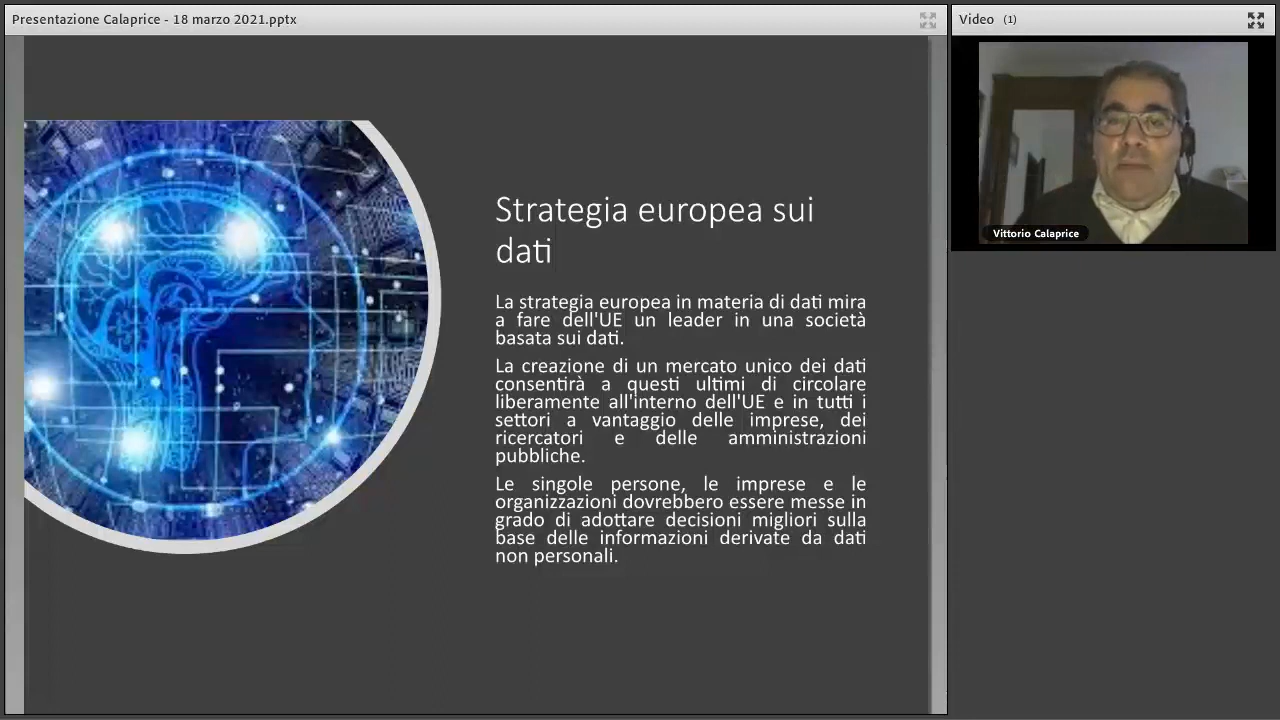 Presentazione Calaprice - 18 marzo 2021.pptx
Video (1)
Vittorio Calaprice
Strategia europea sui
dati
La strategia europea in materia di dati mira
a fare dell'UE un leader in una società
basata sui dati.
La creazione di un mercato unico dei dati
consentirà a questi ultimi di circolare
liberamente all'interno dell'UE e in tutti i
settori a vantaggio delle imprese, dei
ricercatori e delle amministrazioni
pubbliche.
Le singole persone, le imprese e le
organizzazioni dovrebbero essere messe in
grado di adottare decisioni migliori sulla
base delle informazioni derivate da dati
non personali.